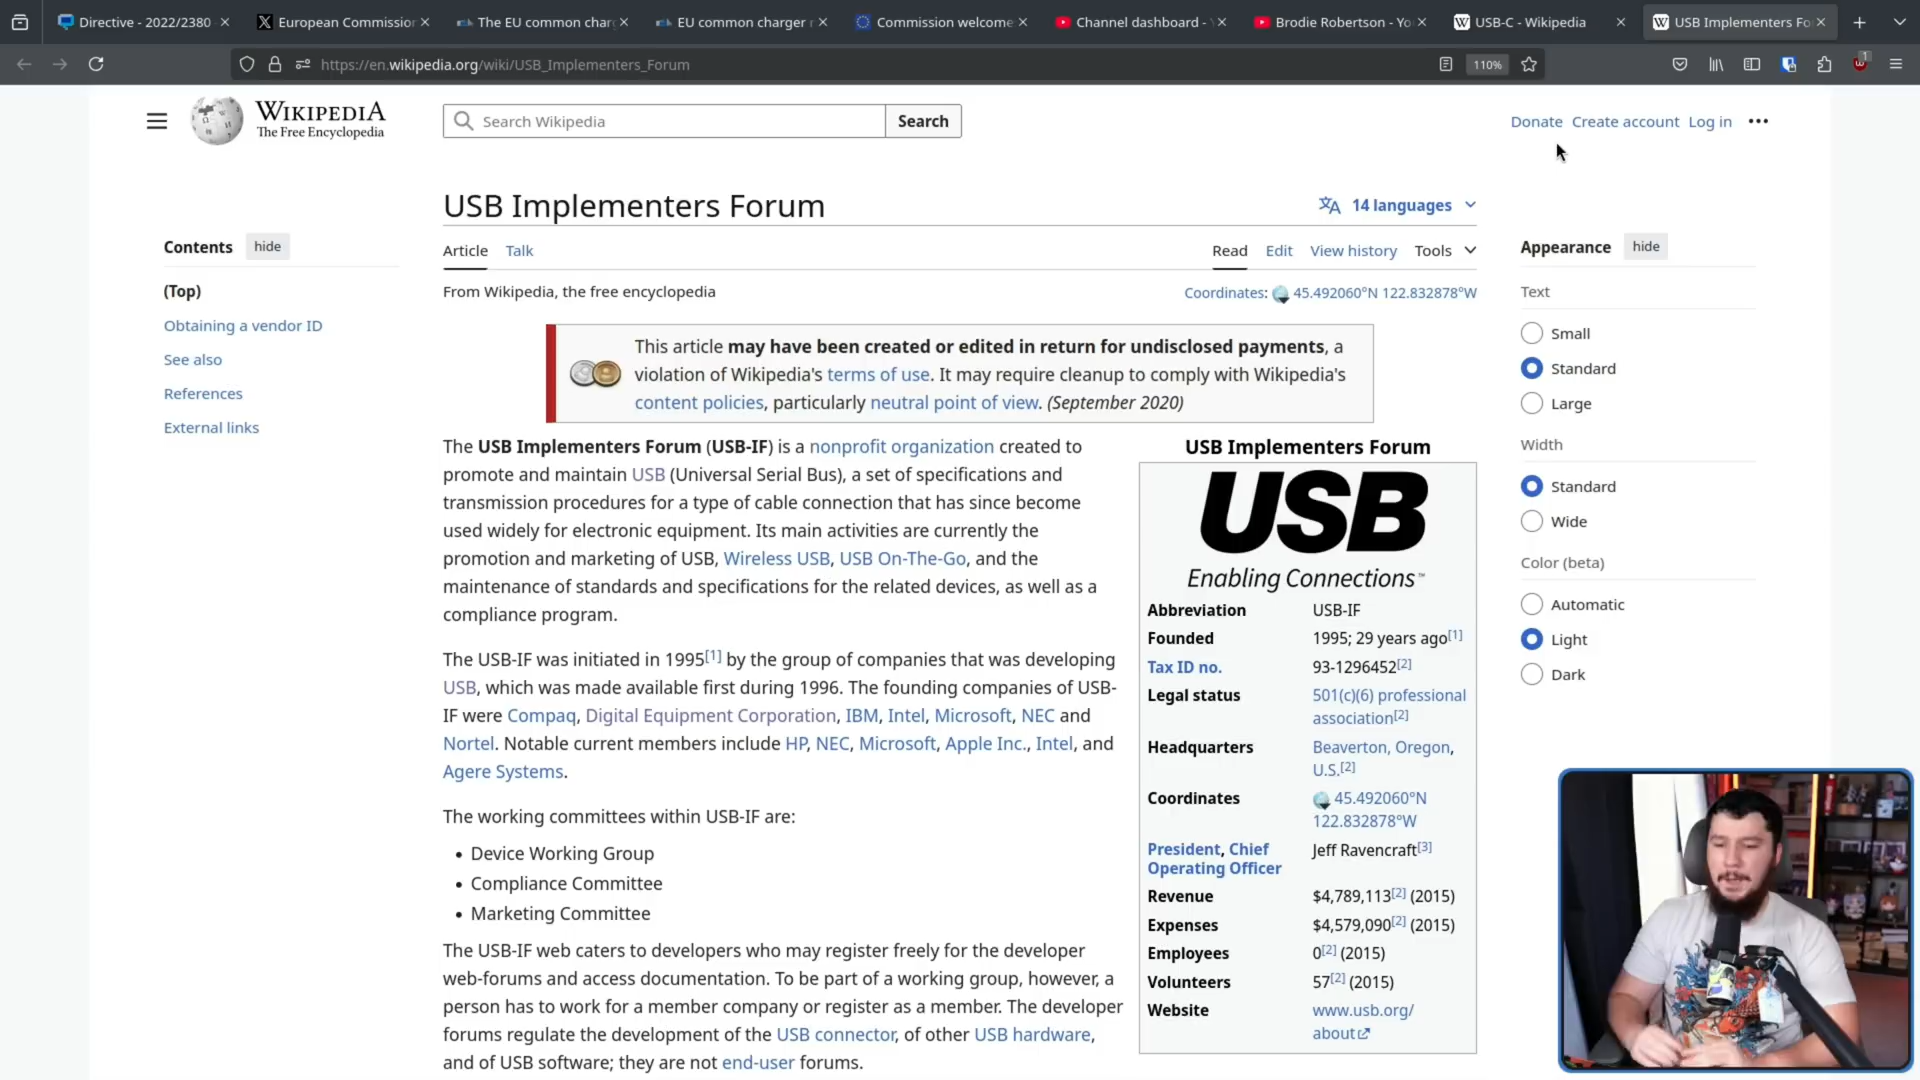 Directive - 2022/2380
European Commission
The EU common char
EU common charger r
Commission welcome
Channel dashboard - Y
Brodie Robertson - Yo
USB-C - Wikipedia
USB Implementers Fo
https://en.wikipedia.org/wiki/USB_Implementers_Forum
110%
1
WIKIPEDIA
The Free Encyclopedia
Search Wikipedia
Search
Donate Create account Log in
USB Implementers Forum
14 languages
Article Talk
Read Edit View history Tools
From Wikipedia, the free encyclopedia
Coordinates: 45.492060°N 122.832878°W
Contents hide
(Top)
Obtaining a vendor ID
See also
References
External links
This article may have been created or edited in return for undisclosed payments, a
violation of Wikipedia's terms of use. It may require cleanup to comply with Wikipedia's
content policies, particularly neutral point of view. (September 2020)
The USB Implementers Forum (USB-IF) is a nonprofit organization created to
promote and maintain USB (Universal Serial Bus), a set of specifications and
transmission procedures for a type of cable connection that has since become
used widely for electronic equipment. Its main activities are currently the
promotion and marketing of USB, Wireless USB, USB On-The-Go, and the
maintenance of standards and specifications for the related devices, as well as a
compliance program.
The USB-IF was initiated in 1995[1] by the group of companies that was developing
USB, which was made available first during 1996. The founding companies of USB-
IF were Compaq, Digital Equipment Corporation, IBM, Intel, Microsoft, NEC and
Nortel. Notable current members include HP, NEC, Microsoft, Apple Inc., Intel, and
Agere Systems.
The working committees within USB-IF are:
• Device Working Group
• Compliance Committee
• Marketing Committee
The USB-IF web caters to developers who may register freely for the developer
web-forums and access documentation. To be part of a working group, however, a
person has to work for a member company or register as a member. The developer
forums regulate the development of the USB connector, of other USB hardware,
and of USB software; they are not end-user forums.
USB Implementers Forum
USB
Enabling Connections™
Abbreviation USB-IF
Founded 1995; 29 years ago[1]
Tax ID no. 93-1296452[2]
Legal status 501(c)(6) professional
association[2]
Headquarters Beaverton, Oregon,
U.S.[2]
Coordinates 45.492060°N
122.832878°W
President, Chief
Operating Officer Jeff Ravencraft[3]
Revenue $4,789,113[2] (2015)
Expenses $4,579,090[2] (2015)
Employees 0[2] (2015)
Volunteers 57[2] (2015)
Website www.usb.org/
about
Appearance hide
Text
Small
Standard
Large
Width
Standard
Wide
Color (beta)
Automatic
Light
Dark